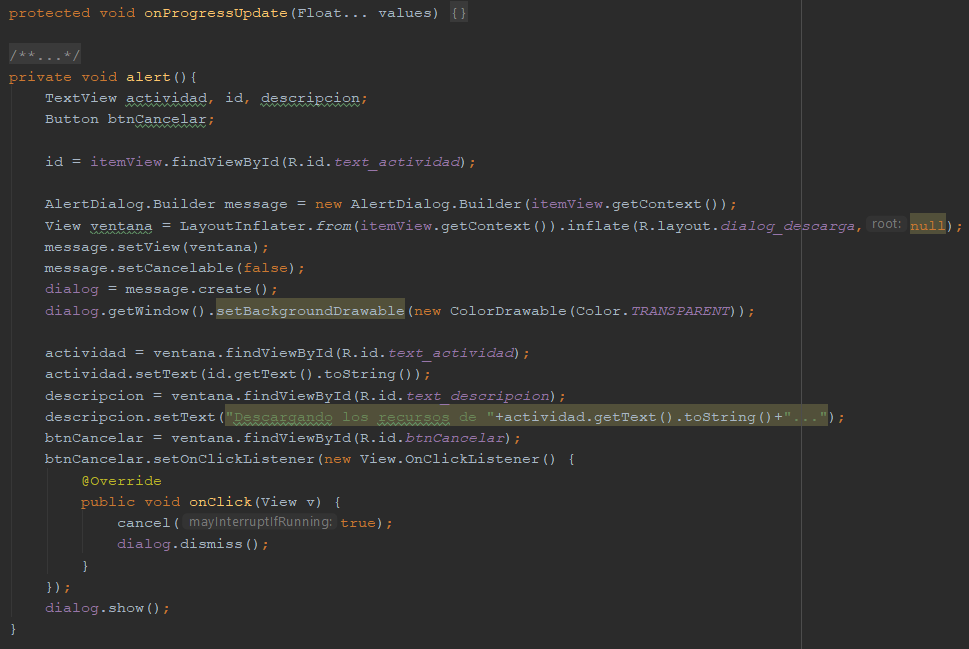 protected void onProgressUpdate(Float... values) {}
/**...*/
private void alert(){
TextView actividad, id, descripcion;
Button btnCancelar;
id = itemView.findViewById(R.id.text_actividad);
AlertDialog.Builder message = new AlertDialog.Builder(itemView.getContext());
View ventana = LayoutInflater.from(itemView.getContext()).inflate(R.layout.dialog_descarga, root: null);
message.setView(ventana);
message.setCancelable(false);
dialog = message.create();
dialog.getWindow().setBackgroundDrawable(new ColorDrawable(Color.TRANSPARENT));
actividad = ventana.findViewById(R.id.text_actividad);
actividad.setText(id.getText().toString());
descripcion = ventana.findViewById(R.id.text_descripcion);
descripcion.setText("Descargando los recursos de "+actividad.getText().toString()+"...");
btnCancelar = ventana.findViewById(R.id.btnCancelar);
btnCancelar.setOnClickListener(new View.OnClickListener() {
@Override
public void onClick(View v) {
cancel( mayInterruptIfRunning: true);
dialog.dismiss();
}
});
dialog.show();
}